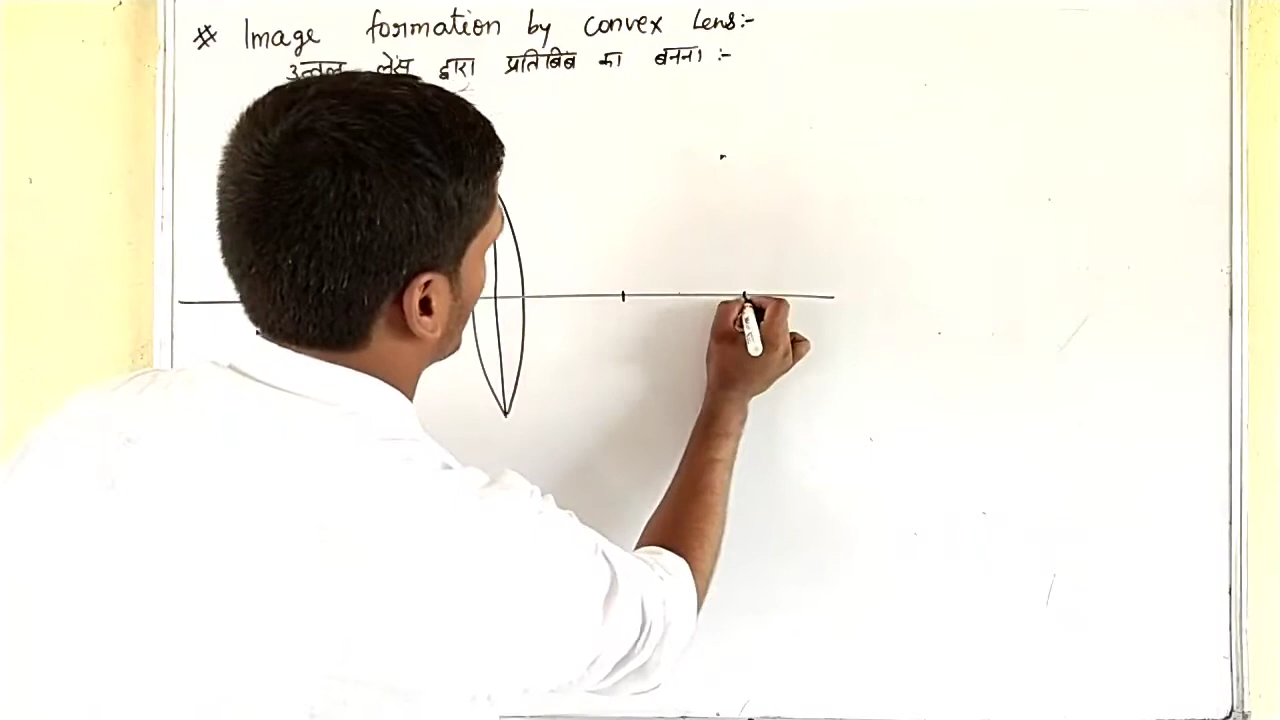 * Image formation by convex Lens:-
उत्तल लेंस द्वारा प्रतिबिंब का बनना :-